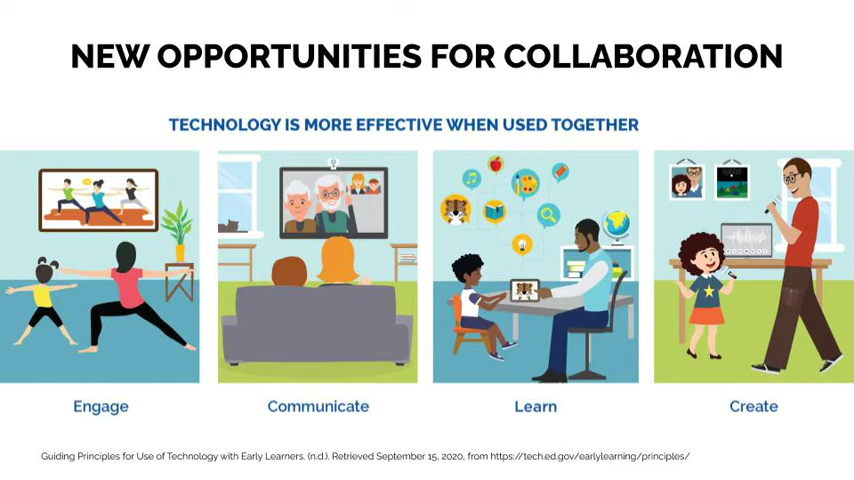 NEW OPPORTUNITIES FOR COLLABORATION
TECHNOLOGY IS MORE EFFECTIVE WHEN USED TOGETHER
Engage
Communicate
Learn
Create
Guiding Principles for Use of Technology with Early Learners. (n.d.). Retrieved September 15, 2020, from https://tech.ed.gov/earlylearning/principles/